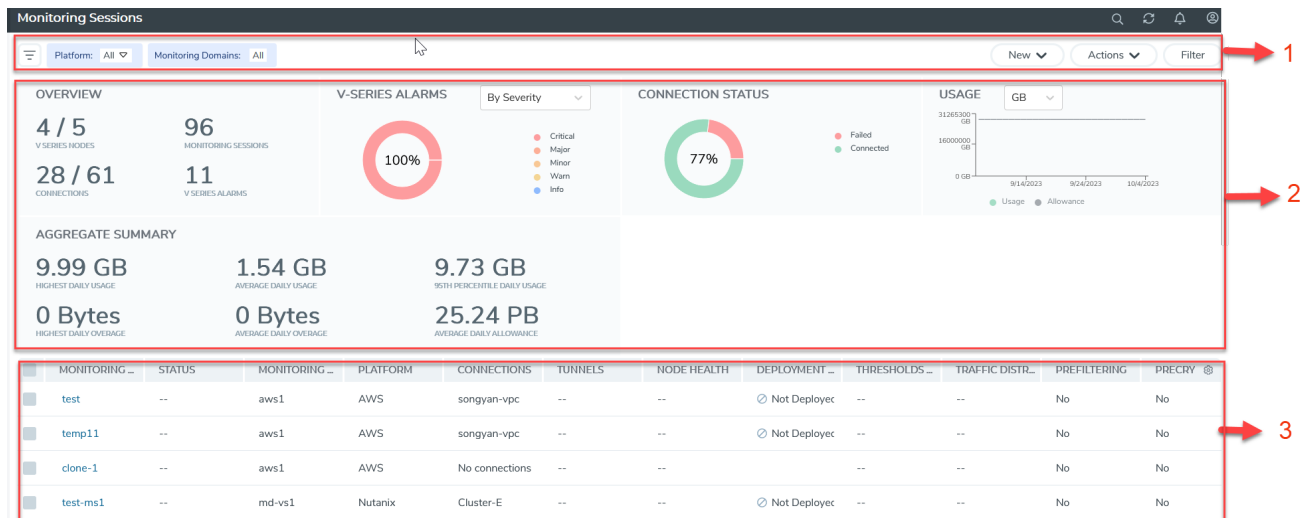 Monitoring Sessions
Platform: All Monitoring Domains: All New Actions Filter
1
OVERVIEW
4 / 5
V SERIES NODES
96
MONITORING SESSIONS
28 / 61
CONNECTIONS
11
V SERIES ALARMS
V-SERIES ALARMS By Severity
100%
Critical
Major
Minor
Warn
Info
CONNECTION STATUS
77%
Failed
Connected
USAGE GB
31265300
GB
16000000
GB
0 GB
9/14/2023 9/24/2023 10/4/2023
Usage Allowance
2
AGGREGATE SUMMARY
9.99 GB
HIGHEST DAILY USAGE
1.54 GB
AVERAGE DAILY USAGE
9.73 GB
95TH PERCENTILE DAILY USAGE
0 Bytes
HIGHEST DAILY OVERAGE
0 Bytes
AVERAGE DAILY OVERAGE
25.24 PB
AVERAGE DAILY ALLOWANCE
MONITORING ... STATUS MONITORING ... PLATFORM CONNECTIONS TUNNELS NODE HEALTH DEPLOYMENT ... THRESHOLDS ... TRAFFIC DISTR... PREFILTERING PRECRY
test -- aws1 AWS songyan-vpc -- -- Not Deployec -- -- No No
temp11 -- aws1 AWS songyan-vpc -- -- Not Deployec -- -- No No
3
clone-1 -- aws1 AWS No connections -- -- -- -- No No
test-ms1 -- md-vs1 Nutanix Cluster-E -- -- Not Deployec -- -- No No